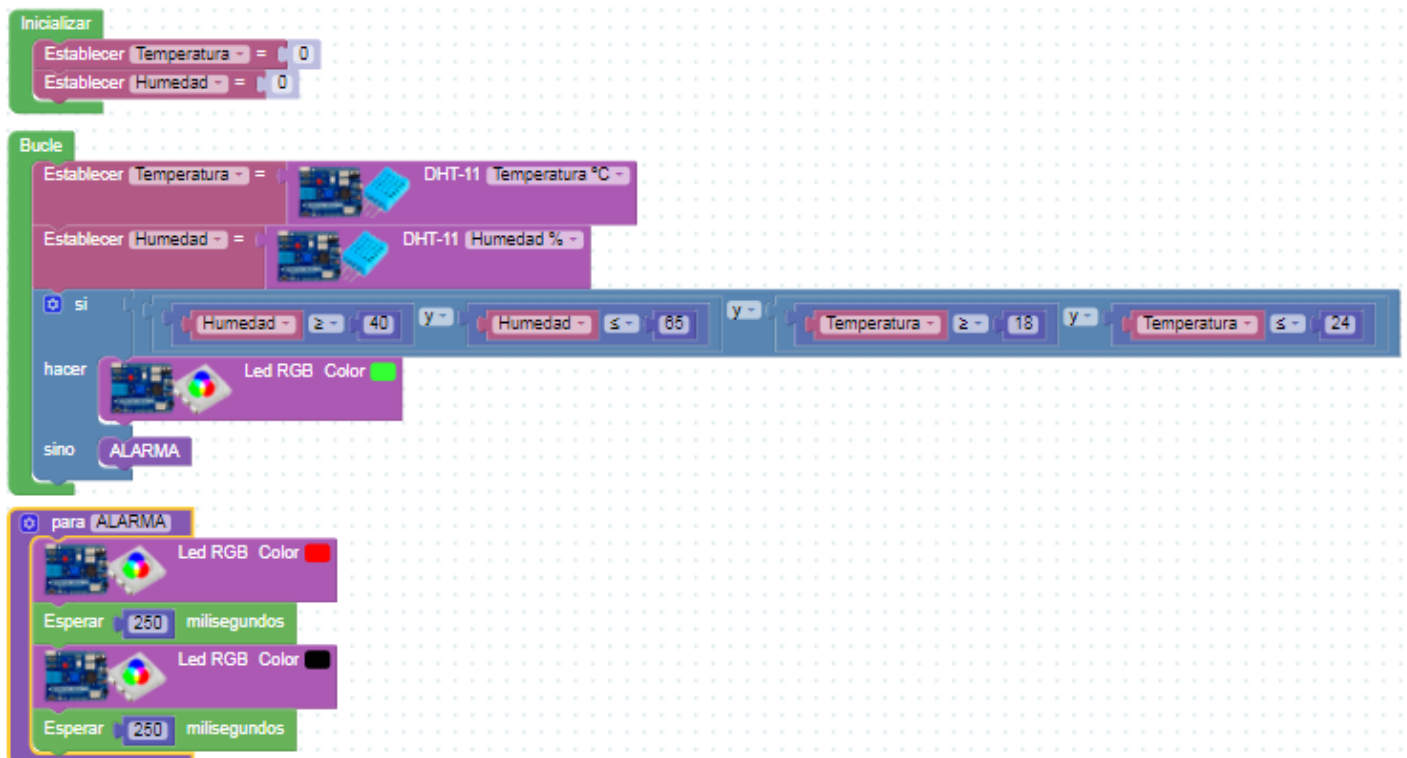 Inicializar
Establecer Temperatura = 0
Establecer Humedad = 0
Bucle
Establecer Temperatura = DHT-11 Temperatura ºC
Establecer Humedad = DHT-11 Humedad %
si Humedad ≥ 40 y Humedad ≤ 65 y Temperatura ≥ 18 y Temperatura ≤ 24
hacer Led RGB Color
sino ALARMA
para ALARMA
Led RGB Color
Esperar 250 milisegundos
Led RGB Color
Esperar 250 milisegundos